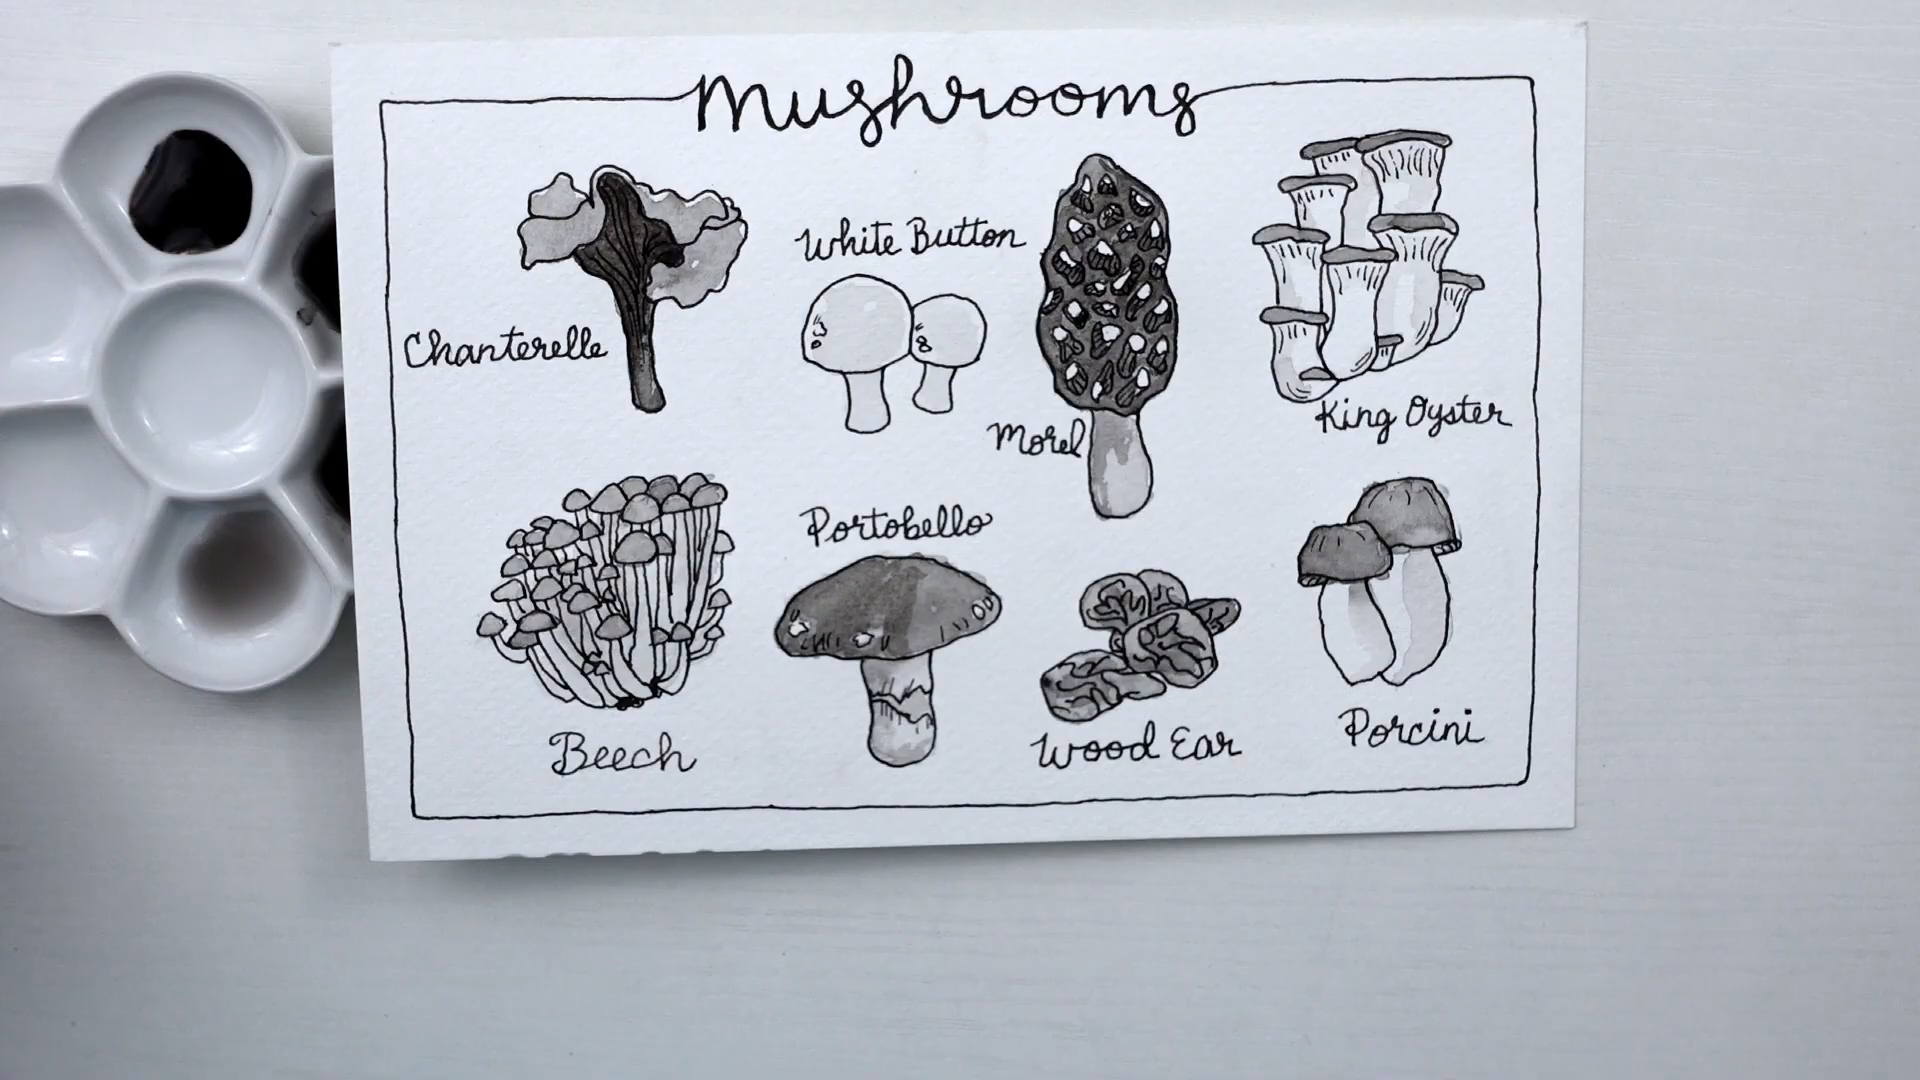 Mushrooms
Chanterelle
White Button
Morel
King Oyster
Beech
Portobello
Wood Ear
Porcini